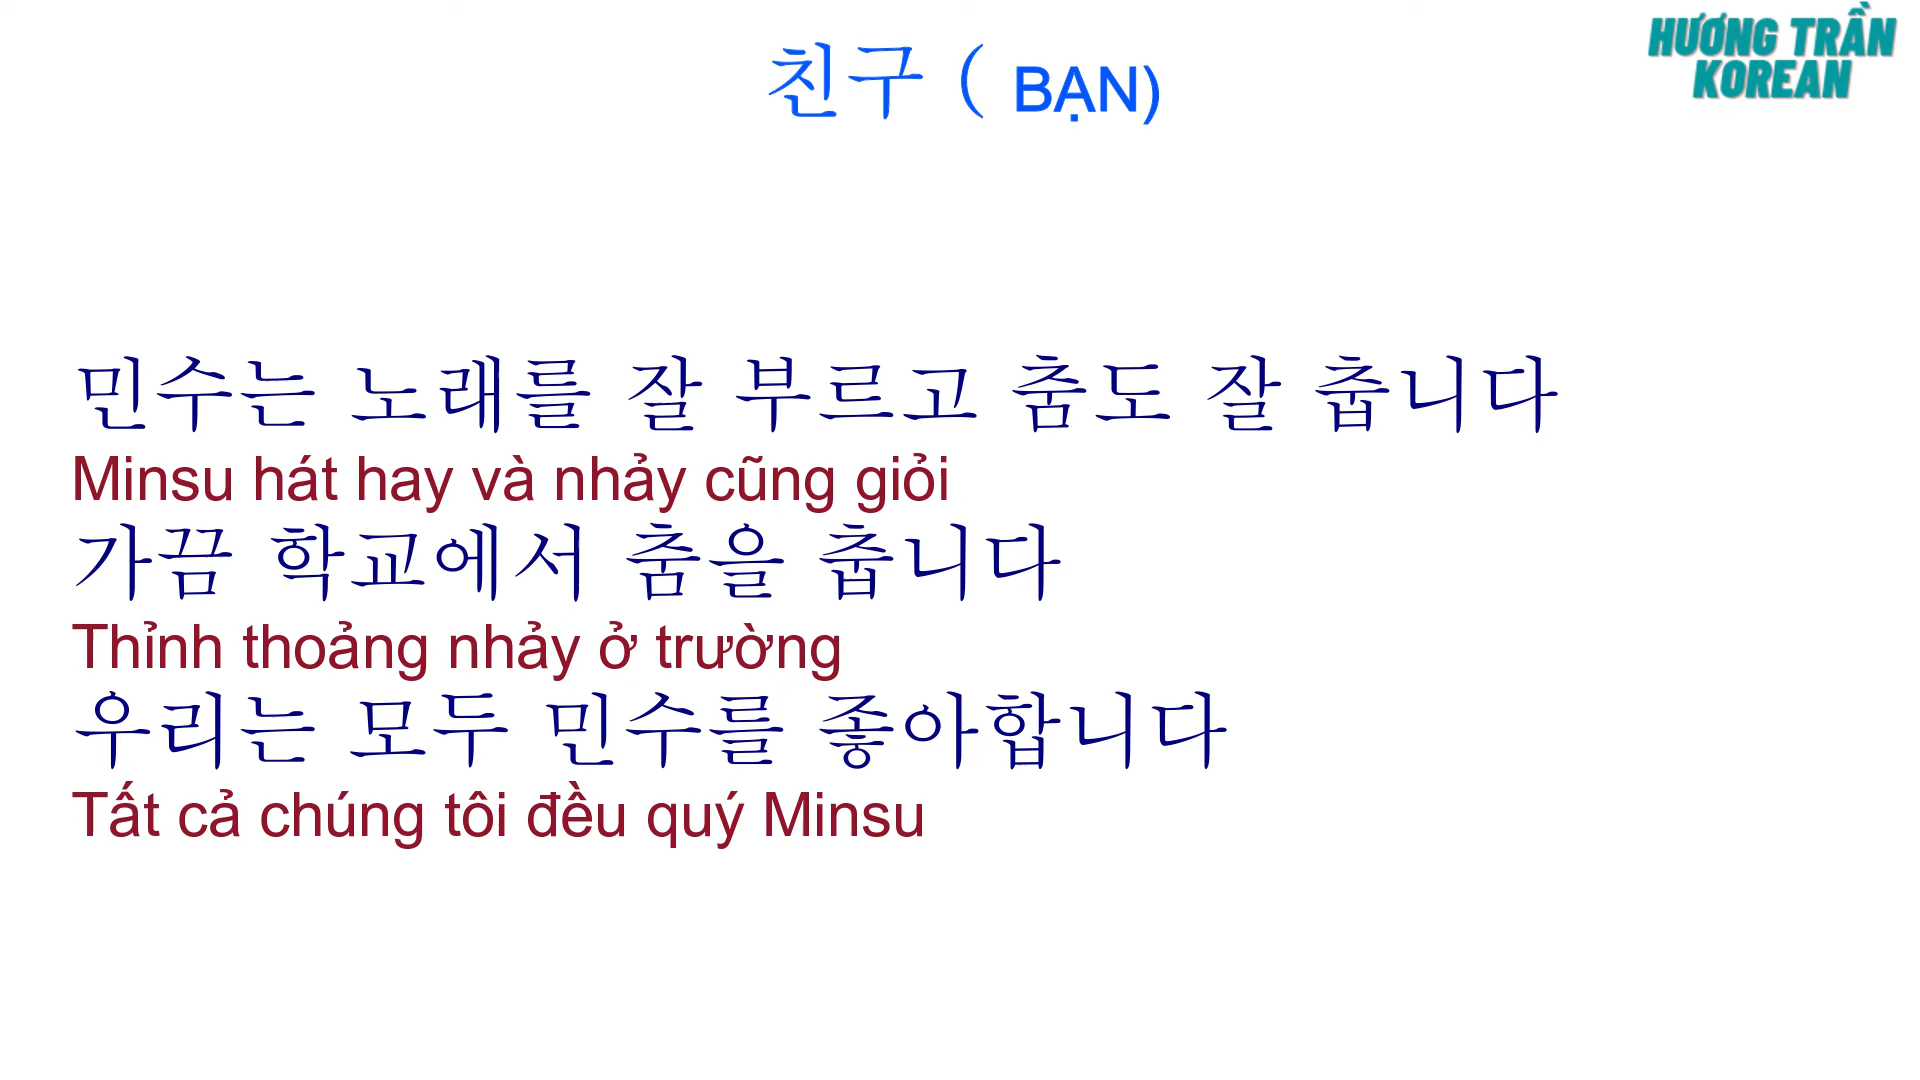 HƯƠNG TRẦN
KOREAN
친구 ( BẠN)
민수는 노래를 잘 부르고 춤도 잘 춥니다
Minsu hát hay và nhảy cũng giỏi
가끔 학교에서 춤을 춥니다
Thỉnh thoảng nhảy ở trường
우리는 모두 민수를 좋아합니다
Tất cả chúng tôi đều quý Minsu